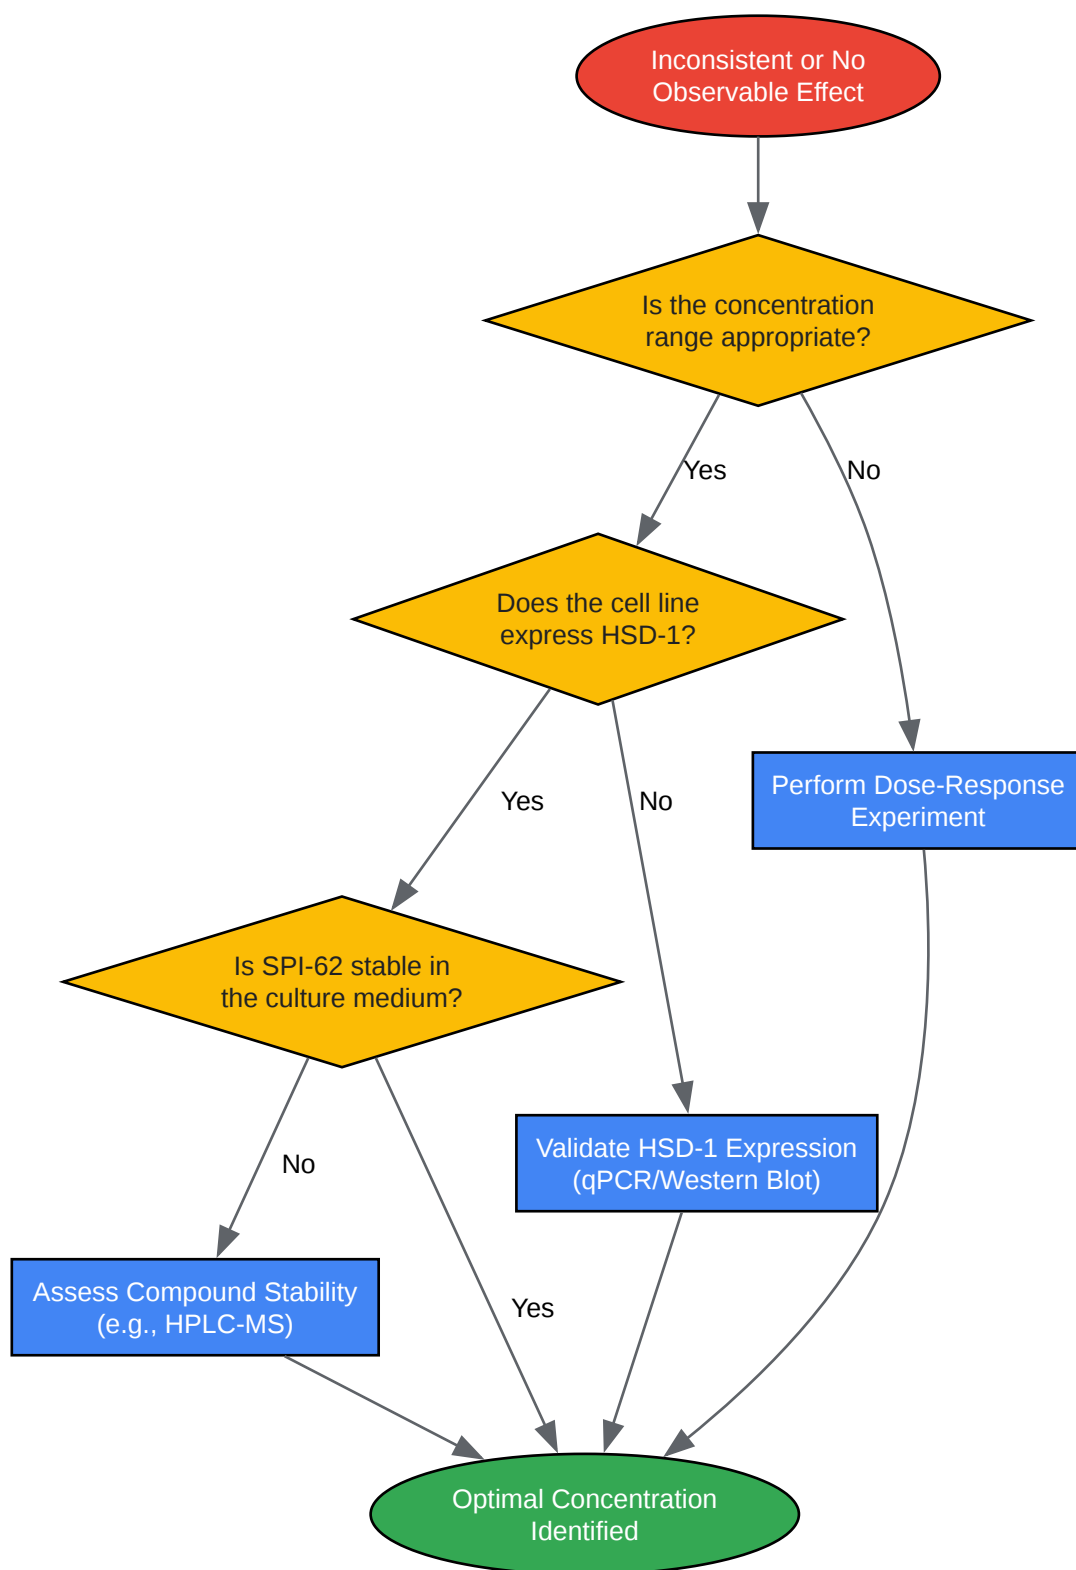 Inconsistent or No
Observable Effect
Is the concentration
range appropriate?
Yes
No
Does the cell line
express HSD-1?
Perform Dose-Response
Experiment
Yes
No
Is SPI-62 stable in
the culture medium?
Validate HSD-1 Expression
(qPCR/Western Blot)
No
Yes
Assess Compound Stability
(e.g., HPLC-MS)
Optimal Concentration
Identified